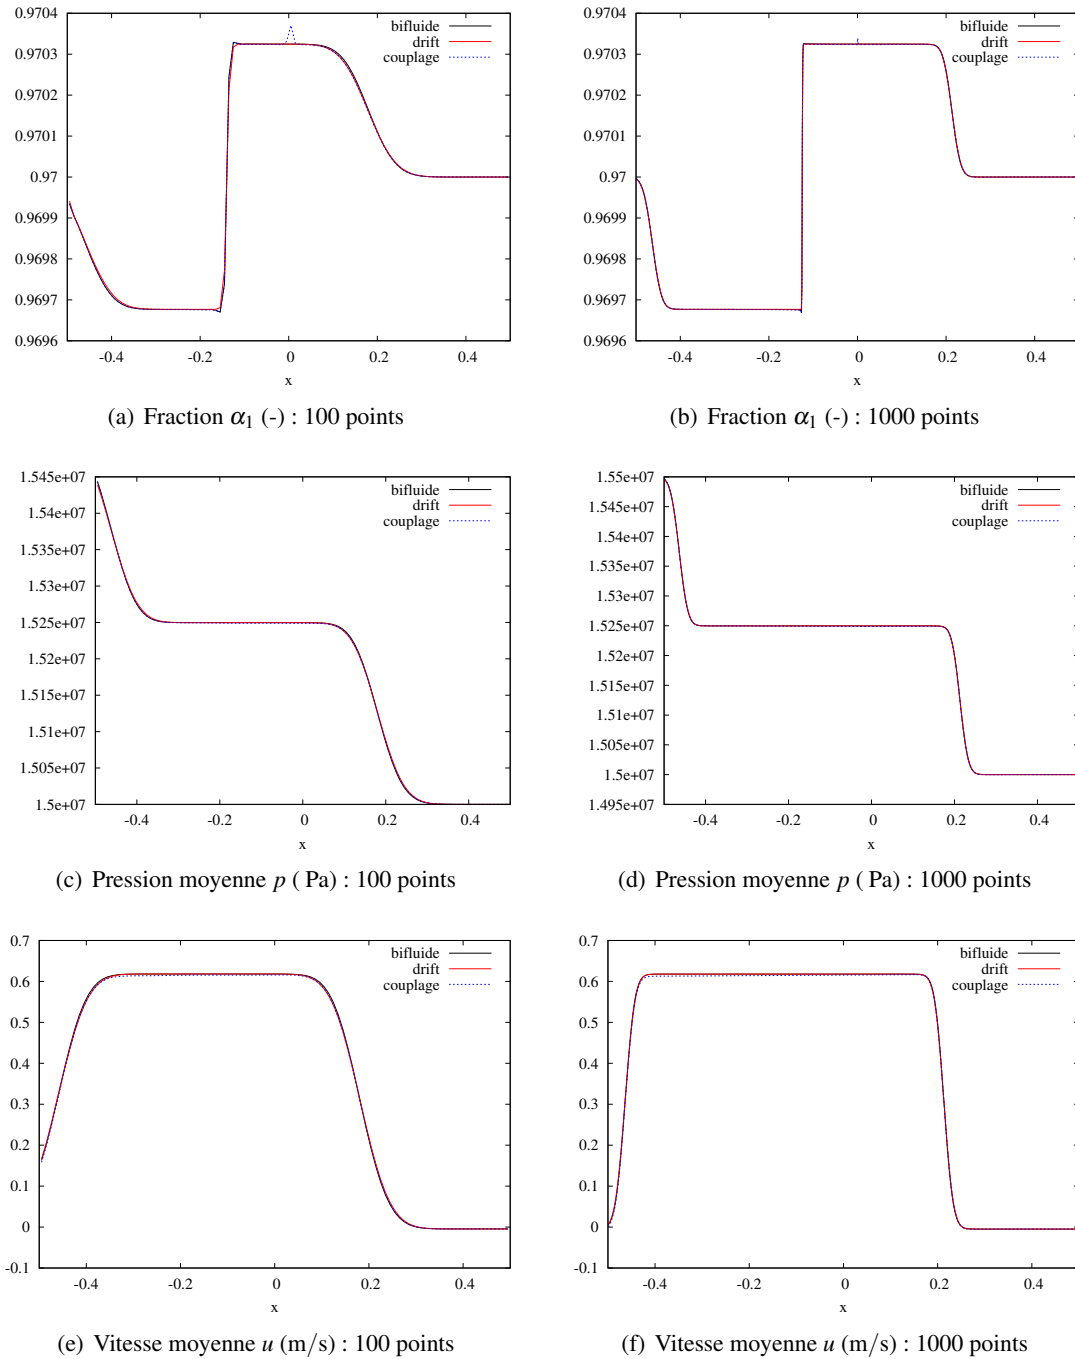 0.9704
0.9703
0.9702
0.9701
0.97
0.9699
0.9698
0.9697
0.9696
-0.4 -0.2 0 0.2 0.4
x
bifluide
drift
couplage
(a) Fraction α1 (-) : 100 points
0.9704
0.9703
0.9702
0.9701
0.97
0.9699
0.9698
0.9697
0.9696
-0.4 -0.2 0 0.2 0.4
x
bifluide
drift
couplage
(b) Fraction α1 (-) : 1000 points
1.545e+07
1.54e+07
1.535e+07
1.53e+07
1.525e+07
1.52e+07
1.515e+07
1.51e+07
1.505e+07
1.5e+07
-0.4 -0.2 0 0.2 0.4
x
bifluide
drift
couplage
(c) Pression moyenne p ( Pa) : 100 points
1.55e+07
1.545e+07
1.54e+07
1.535e+07
1.53e+07
1.525e+07
1.52e+07
1.515e+07
1.51e+07
1.505e+07
1.5e+07
1.495e+07
-0.4 -0.2 0 0.2 0.4
x
bifluide
drift
couplage
(d) Pression moyenne p ( Pa) : 1000 points
0.7
0.6
0.5
0.4
0.3
0.2
0.1
0
-0.1
-0.4 -0.2 0 0.2 0.4
x
bifluide
drift
couplage
(e) Vitesse moyenne u (m/s) : 100 points
0.7
0.6
0.5
0.4
0.3
0.2
0.1
0
-0.1
-0.4 -0.2 0 0.2 0.4
x
bifluide
drift
couplage
(f) Vitesse moyenne u (m/s) : 1000 points